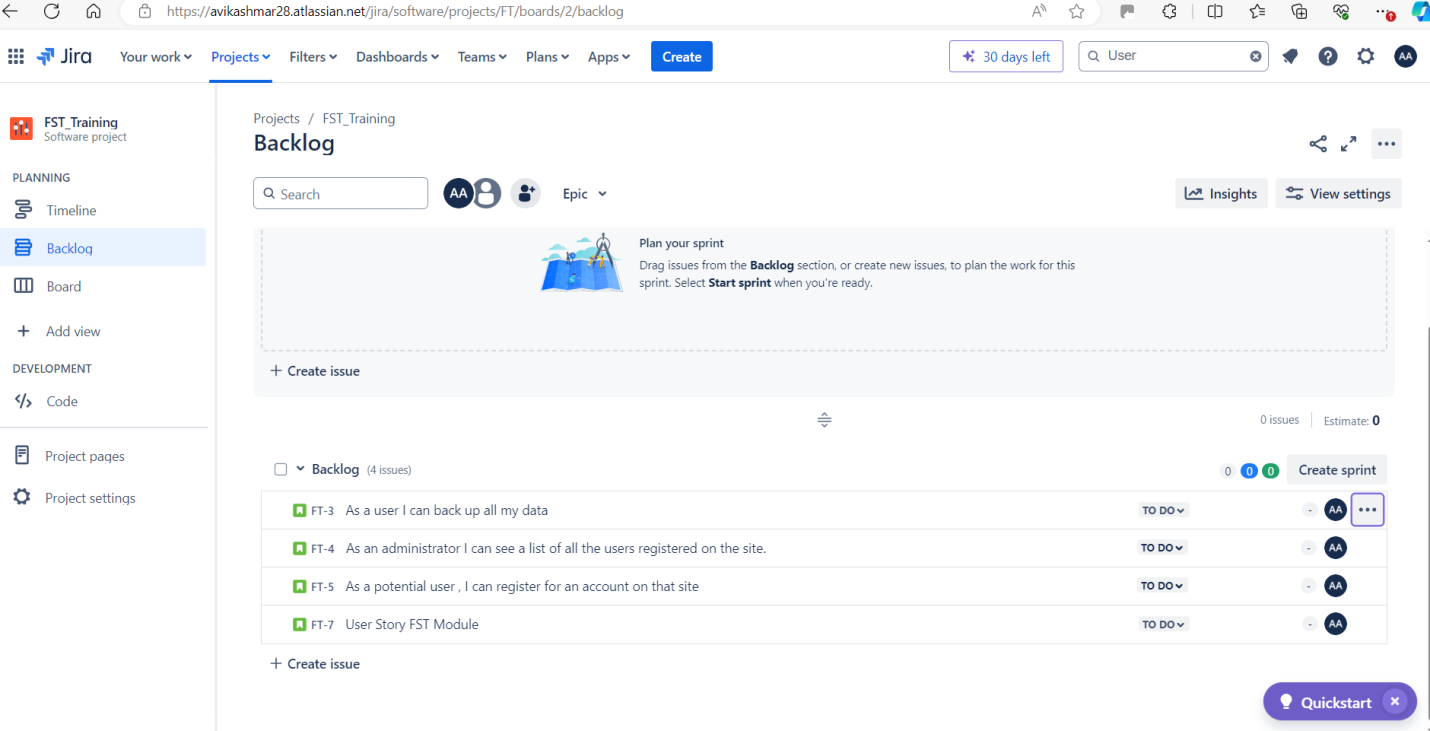 https://avikashmar28.atlassian.net/jira/software/projects/FT/boards/2/backlog
Jira Your work Projects Filters Dashboards Teams Plans Apps Create 30 days left User AA
FST_Training
Software project
PLANNING
Timeline
Backlog
Board
Add view
DEVELOPMENT
Code
Project pages
Project settings
Projects / FST_Training
Backlog
Search AA Epic Insights View settings
Plan your sprint
Drag issues from the Backlog section, or create new issues, to plan the work for this
sprint. Select Start sprint when you're ready.
+ Create issue
0 issues Estimate: 0
Backlog (4 issues) 0 0 0 Create sprint
FT-3 As a user I can back up all my data TO DO - AA
FT-4 As an administrator I can see a list of all the users registered on the site. TO DO - AA
FT-5 As a potential user , I can register for an account on that site TO DO - AA
FT-7 User Story FST Module TO DO - AA
+ Create issue
Quickstart